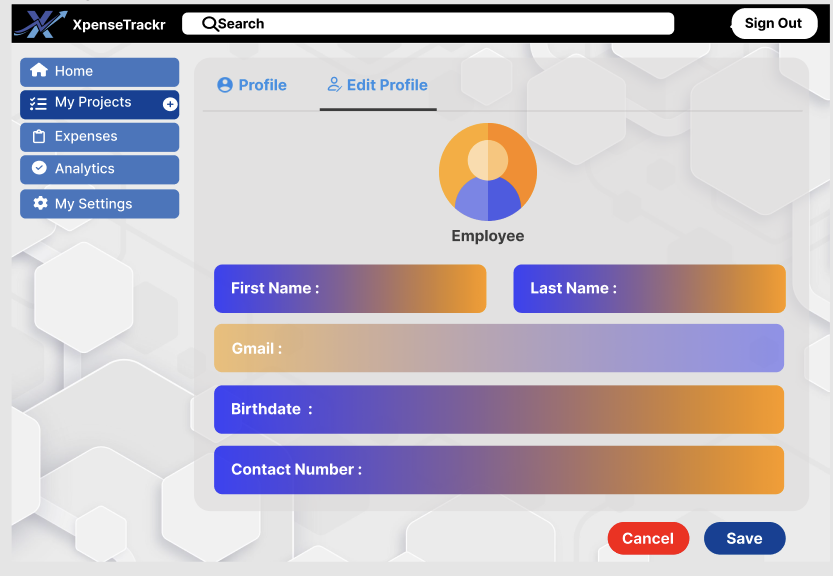 XpenseTrackr
Search
Sign Out
Home
My Projects
Expenses
Analytics
My Settings
Profile
Edit Profile
Employee
First Name :
Last Name :
Gmail :
Birthdate :
Contact Number :
Cancel
Save